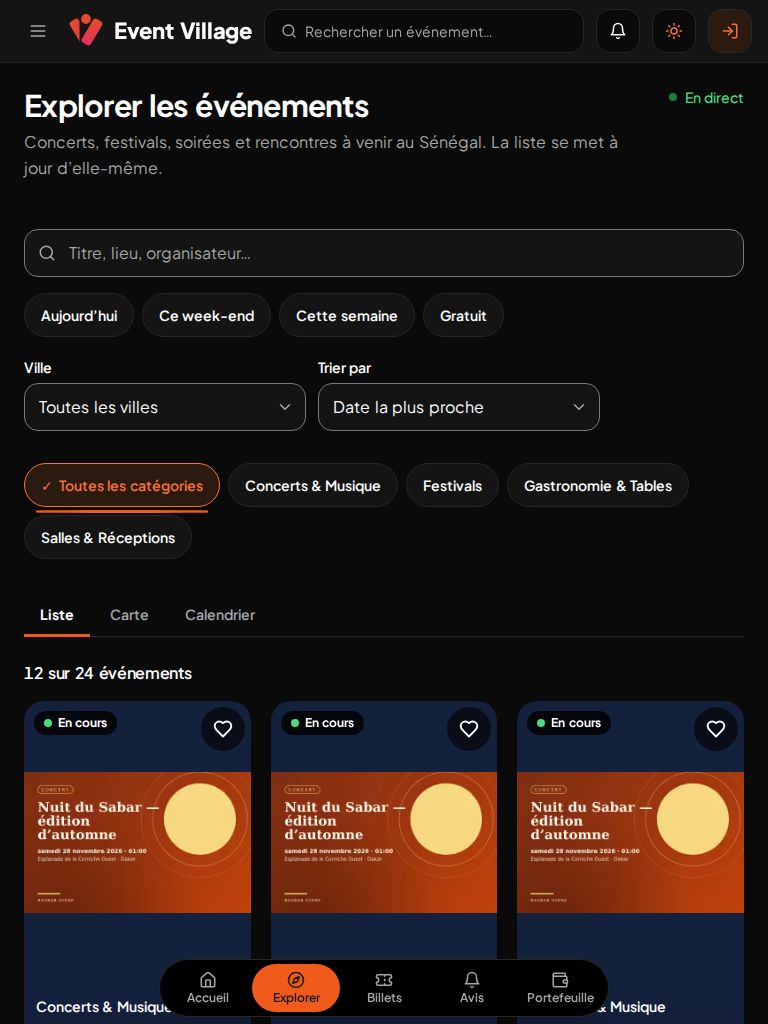 Event Village
Rechercher un événement…
Explorer les événements
En direct
Concerts, festivals, soirées et rencontres à venir au Sénégal. La liste se met à
jour d’elle-même.
Titre, lieu, organisateur…
Aujourd’hui
Ce week-end
Cette semaine
Gratuit
Ville
Trier par
Toutes les villes
Date la plus proche
✓ Toutes les catégories
Concerts & Musique
Festivals
Gastronomie & Tables
Salles & Réceptions
Liste
Carte
Calendrier
12 sur 24 événements
En cours
CONCERT
Nuit du Sabar —
édition
d’automne
samedi 28 novembre 2026 · 01:00
Esplanade de la Corniche Ouest · Dakar
BAOBAB SCÈNE
En cours
CONCERT
Nuit du Sabar —
édition
d’automne
samedi 28 novembre 2026 · 01:00
Esplanade de la Corniche Ouest · Dakar
BAOBAB SCÈNE
En cours
CONCERT
Nuit du Sabar —
édition
d’automne
samedi 28 novembre 2026 · 01:00
Esplanade de la Corniche Ouest · Dakar
BAOBAB SCÈNE
Concerts & Musique
& Musique
Accueil
Explorer
Billets
Avis
Portefeuille